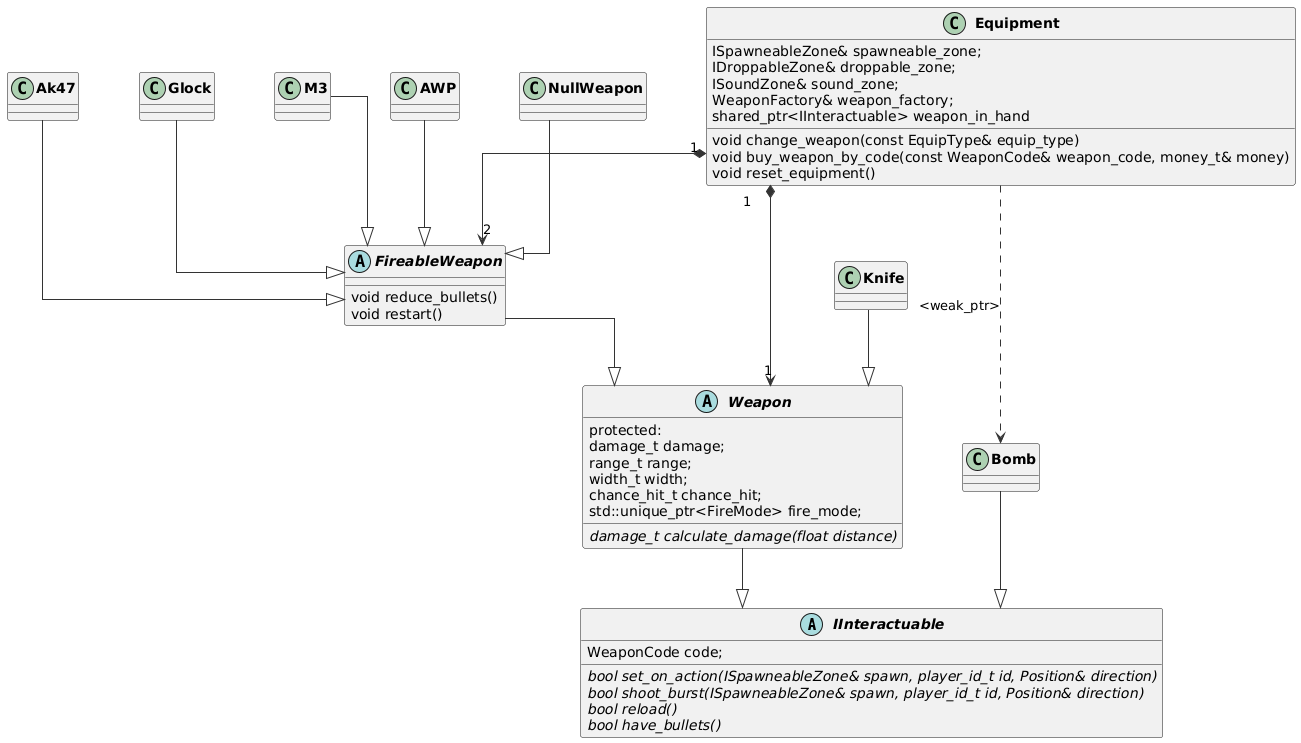 C Equipment
ISpawneableZone& spawneable_zone;
IDroppableZone& droppable_zone;
ISoundZone& sound_zone;
WeaponFactory& weapon_factory;
shared_ptr<IInteractuable> weapon_in_hand
void change_weapon(const EquipType& equip_type)
void buy_weapon_by_code(const WeaponCode& weapon_code, money_t& money)
void reset_equipment()
C Ak47
C Glock
C M3
C AWP
C NullWeapon
1
1
2
A FireableWeapon
void reduce_bullets()
void restart()
C Knife
<weak_ptr>
1
A Weapon
protected:
damage_t damage;
range_t range;
width_t width;
chance_hit_t chance_hit;
std::unique_ptr<FireMode> fire_mode;
damage_t calculate_damage(float distance)
C Bomb
A IInteractuable
WeaponCode code;
bool set_on_action(ISpawneableZone& spawn, player_id_t id, Position& direction)
bool shoot_burst(ISpawneableZone& spawn, player_id_t id, Position& direction)
bool reload()
bool have_bullets()